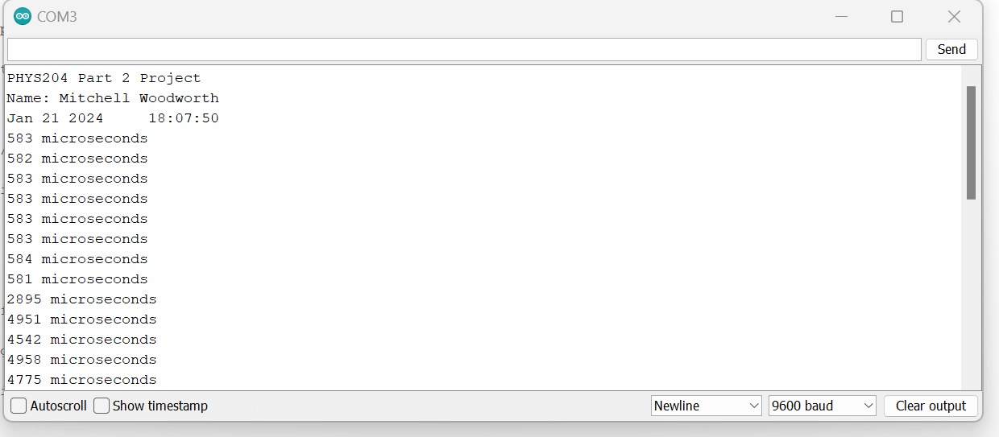 COM3
Send
PHYS204 Part 2 Project
Name: Mitchell Woodworth
Jan 21 2024     18:07:50
583 microseconds
582 microseconds
583 microseconds
583 microseconds
583 microseconds
583 microseconds
584 microseconds
581 microseconds
2895 microseconds
4951 microseconds
4542 microseconds
4958 microseconds
4775 microseconds
Autoscroll Show timestamp Newline 9600 baud Clear output